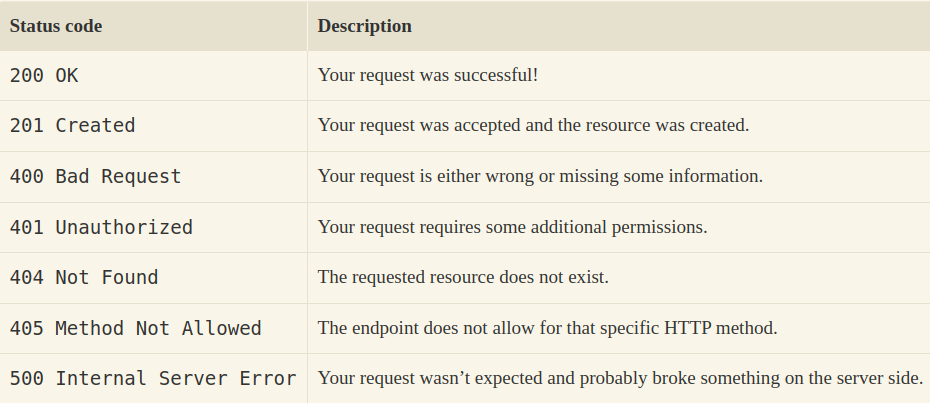 Status code Description
200 OK Your request was successful!
201 Created Your request was accepted and the resource was created.
400 Bad Request Your request is either wrong or missing some information.
401 Unauthorized Your request requires some additional permissions.
404 Not Found The requested resource does not exist.
405 Method Not Allowed The endpoint does not allow for that specific HTTP method.
500 Internal Server Error Your request wasn’t expected and probably broke something on the server side.